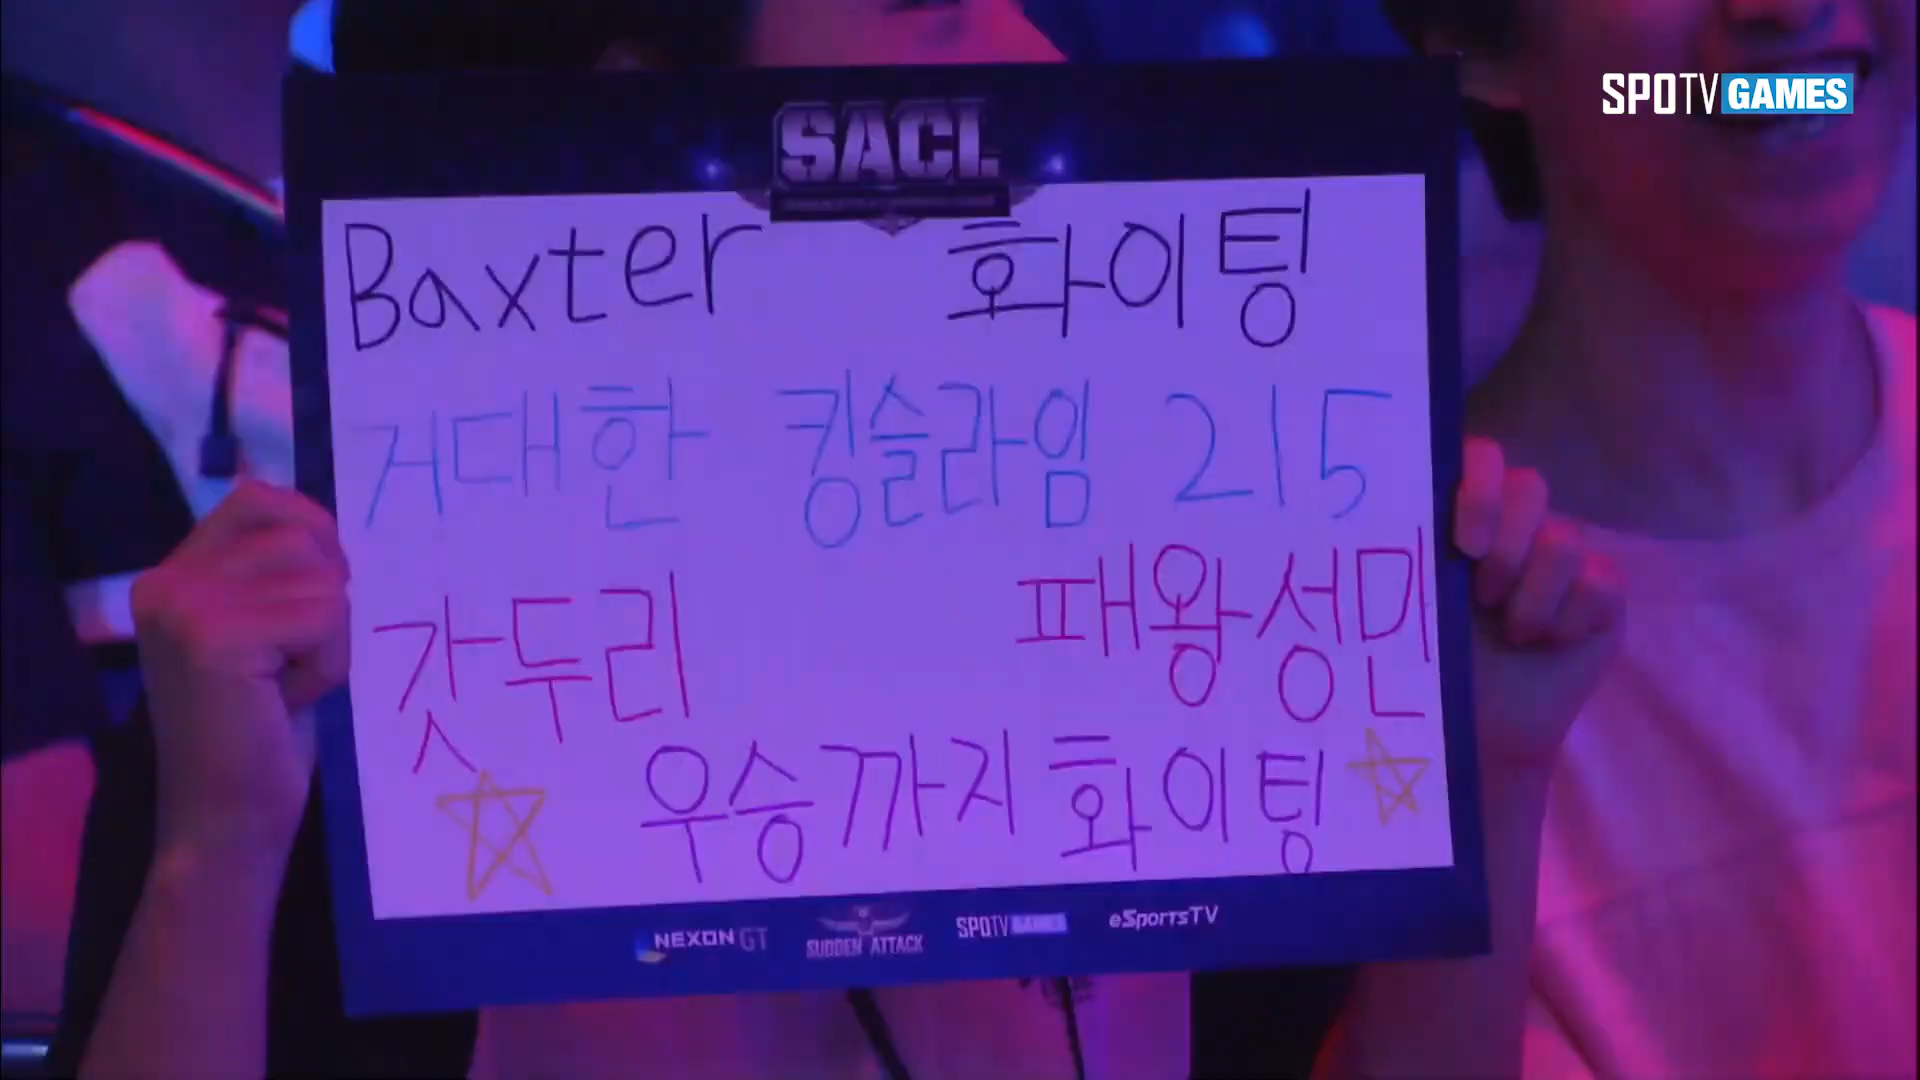 SPOTV GAMES
SACL
Baxter 화이팅
거대한 킹슬라임 215
갓두리 패왕성민
우승까지 화이팅
NEXON GT SUDDEN ATTACK SPOTV GAMES eSportsTV